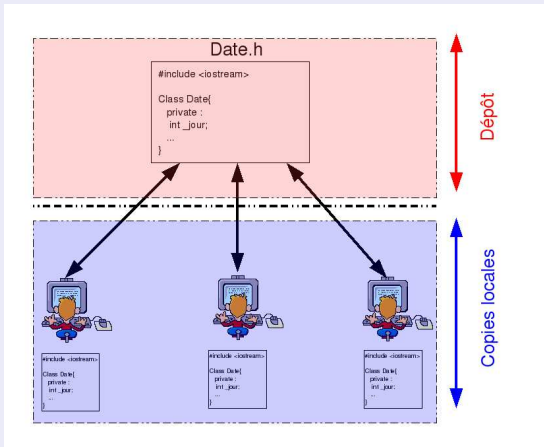 Date.h
#include <iostream>
Class Date{
private :
int _jour;
...
}
Dépôt
#include <iostream>
Class Date{
private :
int _jour;
...
}
#include <iostream>
Class Date{
private :
int _jour;
...
}
#include <iostream>
Class Date{
private :
int _jour;
...
}
Copies locales